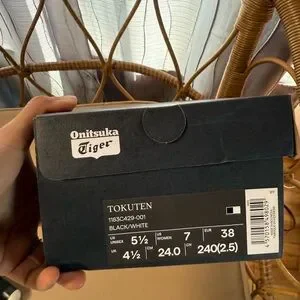 Onitsuka
Tiger
TOKUTEN
1183C429-001
BLACK/WHITE
US UNISEX 5½ US WOMEN 7 EUR 38
UK 4½ CM 24.0 240(2.5)